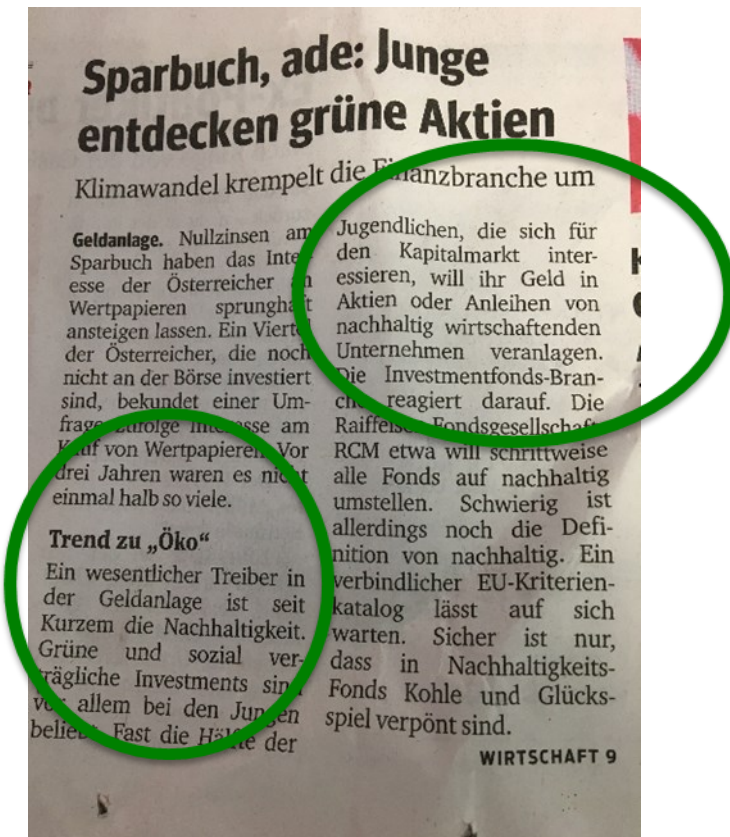 Sparbuch, ade: Junge
entdecken grüne Aktien
Klimawandel krempelt die Finanzbranche um
Geldanlage. Nullzinsen am
Sparbuch haben das Inter-
esse der Österreicher an
Wertpapieren sprunghaft
ansteigen lassen. Ein Viertel
der Österreicher, die noch
nicht an der Börse investiert
sind, bekundet einer Um-
frage zufolge Interesse am
Kauf von Wertpapieren. Vor
drei Jahren waren es nicht
einmal halb so viele.
Trend zu „Öko“
Ein wesentlicher Treiber in
der Geldanlage ist seit
Kurzem die Nachhaltigkeit.
Grüne und sozial ver-
trägliche Investments sind
vor allem bei den Jungen
beliebt. Fast die Hälfte der
Jugendlichen, die sich für
den Kapitalmarkt inter-
essieren, will ihr Geld in
Aktien oder Anleihen von
nachhaltig wirtschaftenden
Unternehmen veranlagen.
Die Investmentfonds-Bran-
che reagiert darauf. Die
Raiffeisen Fondsgesellschaft
RCM etwa will schrittweise
alle Fonds auf nachhaltig
umstellen. Schwierig ist
allerdings noch die Defi-
nition von nachhaltig. Ein
verbindlicher EU-Kriterien-
katalog lässt auf sich
warten. Sicher ist nur,
dass in Nachhaltigkeits-
Fonds Kohle und Glücks-
spiel verpönt sind.
WIRTSCHAFT 9